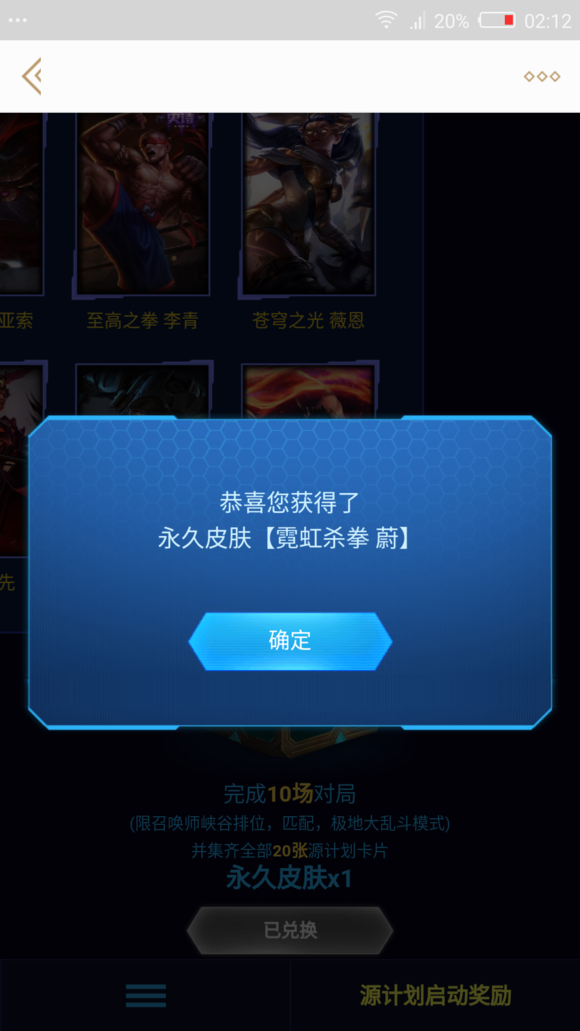 20% 02:12
亚索
至高之拳 李青
苍穹之光 薇恩
恭喜您获得了
永久皮肤【霓虹杀拳 蔚】
先
确定
完成10场对局
(限召唤师峡谷排位，匹配，极地大乱斗模式)
并集齐全部20张源计划卡片
永久皮肤x1
已兑换
源计划启动奖励